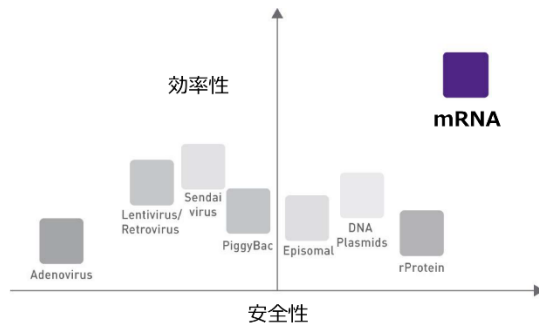 効率性
mRNA
Sendai
virus
Lentivirus/
Retrovirus
DNA
Plasmids
PiggyBac
Episomal
rProtein
Adenovirus
安全性